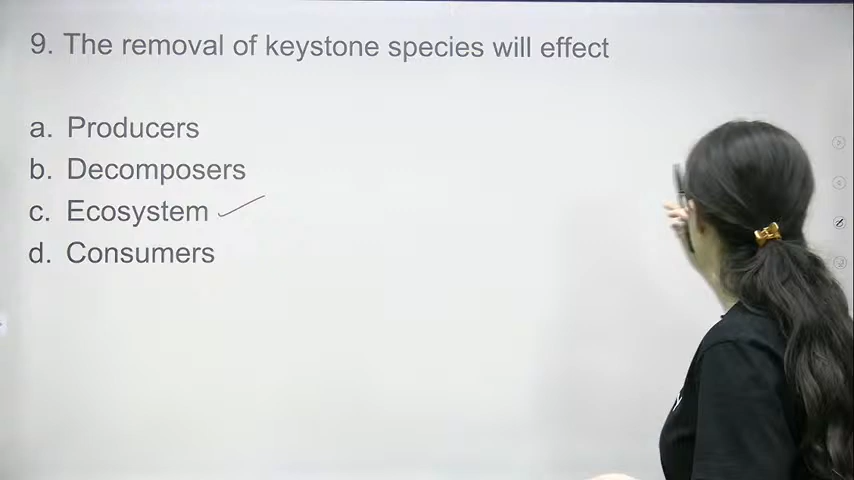 9. The removal of keystone species will effect
a. Producers
b. Decomposers
c. Ecosystem
d. Consumers